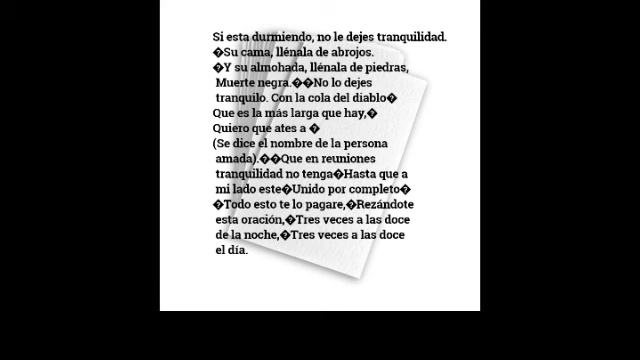 Si esta durmiendo, no le dejes tranquilidad.
�Su cama, llénala de abrojos.
�Y su almohada, llénala de piedras,
Muerte negra.��No lo dejes
tranquilo. Con la cola del diablo�
Que es la más larga que hay,�
Quiero que ates a �
(Se dice el nombre de la persona
amada).��Que en reuniones
tranquilidad no tenga�Hasta que a
mi lado este�Unido por completo�
�Todo esto te lo pagare,�Rezándote
esta oración,�Tres veces a las doce
de la noche,�Tres veces a las doce
el día.